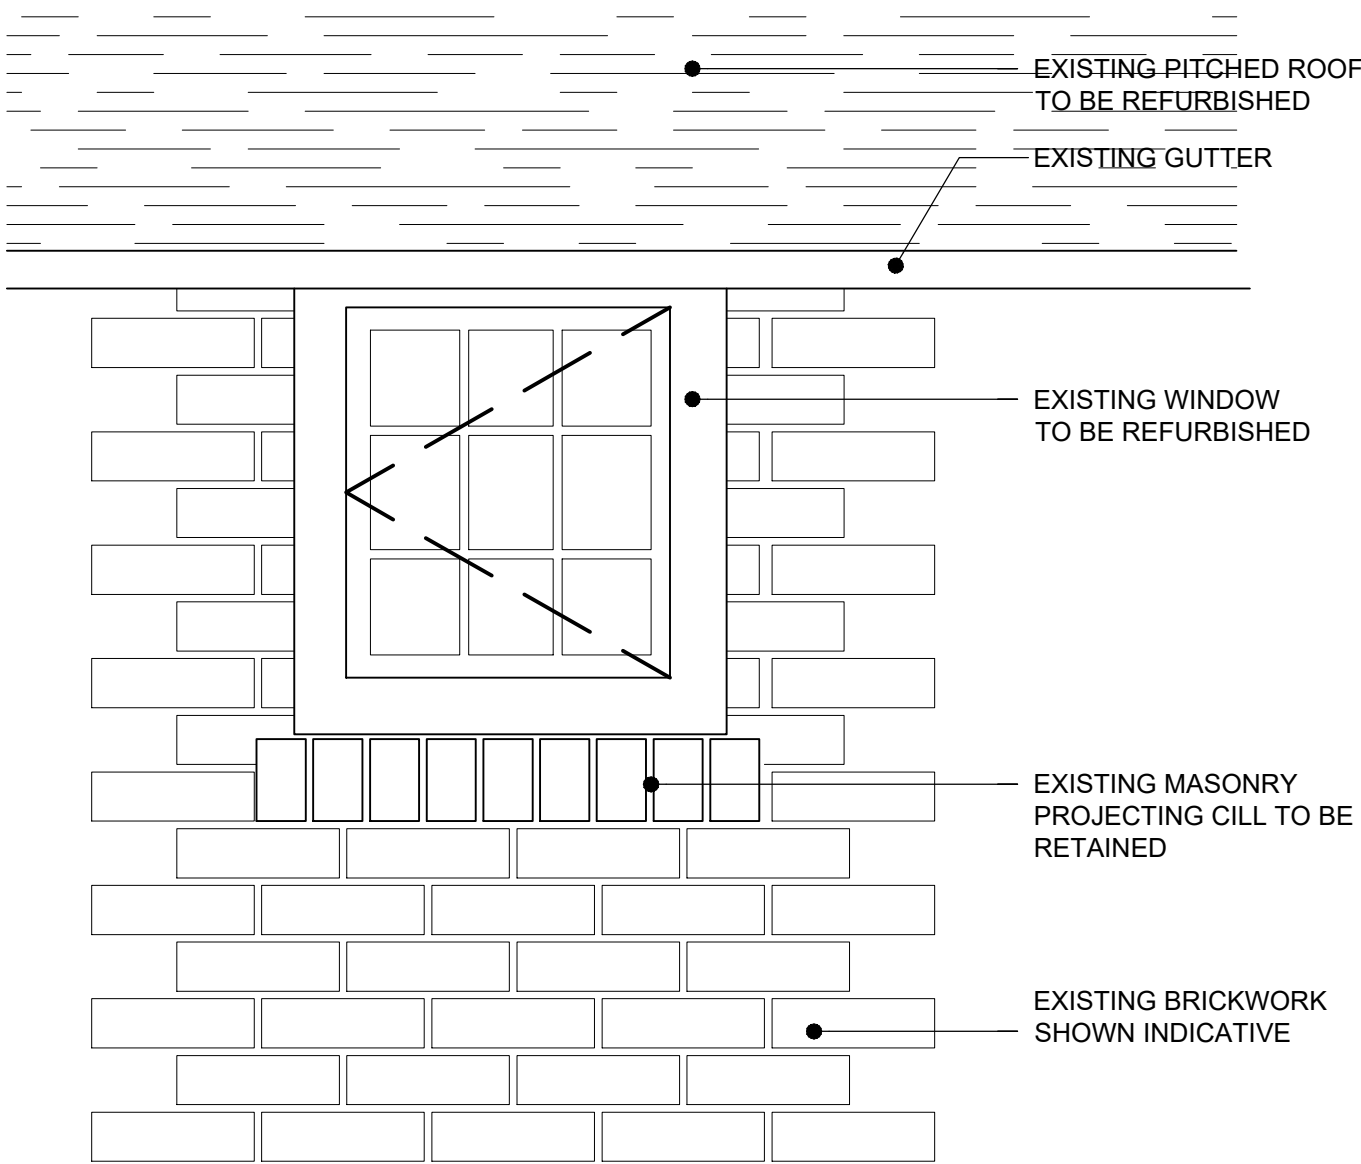 EXISTING PITCHED ROOF
TO BE REFURBISHED
EXISTING GUTTER
EXISTING WINDOW
TO BE REFURBISHED
EXISTING MASONRY
PROJECTING CILL TO BE
RETAINED
EXISTING BRICKWORK
SHOWN INDICATIVE